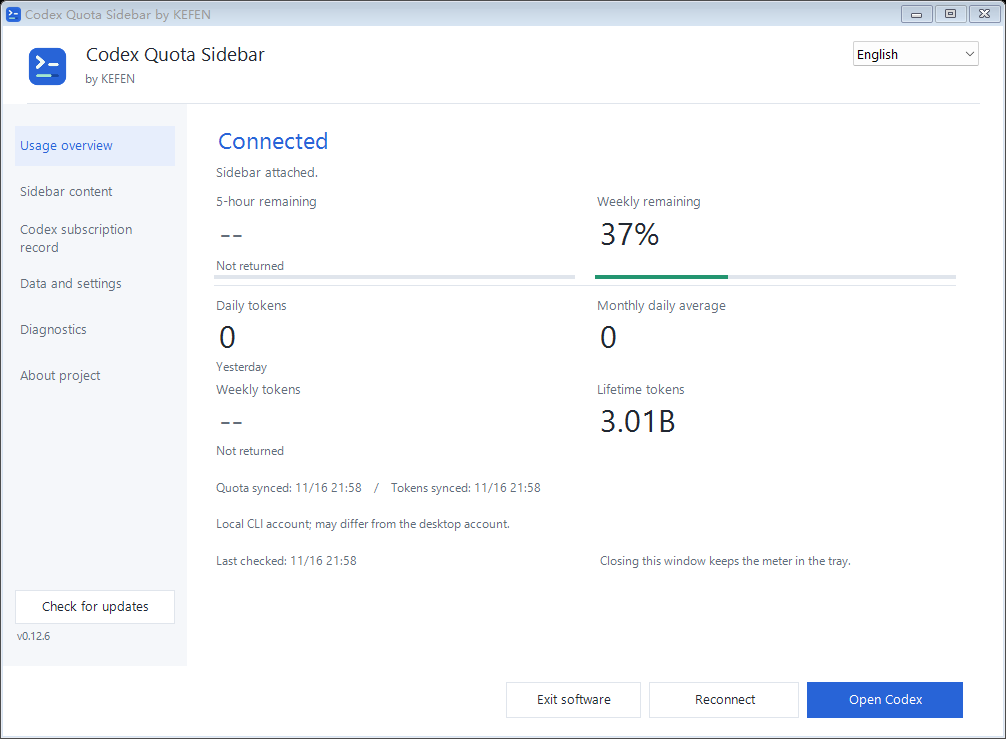 Codex Quota Sidebar by KEFEN
Codex Quota Sidebar
by KEFEN
English
Usage overview
Sidebar content
Codex subscription
record
Data and settings
Diagnostics
About project
Check for updates
v0.12.6
Connected
Sidebar attached.
5-hour remaining
--
Not returned
Weekly remaining
37%
Daily tokens
0
Yesterday
Monthly daily average
0
Weekly tokens
--
Not returned
Lifetime tokens
3.01B
Quota synced: 11/16 21:58 / Tokens synced: 11/16 21:58
Local CLI account; may differ from the desktop account.
Last checked: 11/16 21:58
Closing this window keeps the meter in the tray.
Exit software
Reconnect
Open Codex